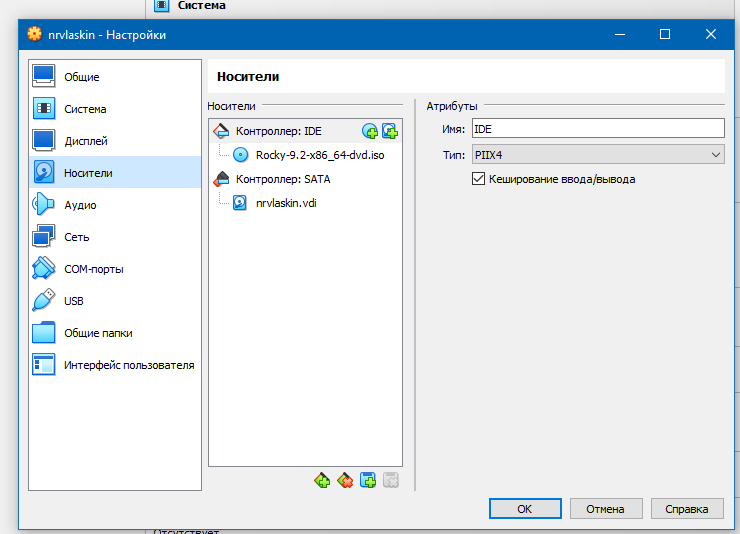 Система
nrvlaskin - Настройки
Общие
Система
Дисплей
Носители
Аудио
Сеть
COM-порты
USB
Общие папки
Интерфейс пользователя
Носители
Носители
Контроллер: IDE
Rocky-9.2-x86_64-dvd.iso
Контроллер: SATA
nrvlaskin.vdi
Атрибуты
Имя: IDE
Тип: PIIX4
Кеширование ввода/вывода
OK Отмена Справка
Отсутствует